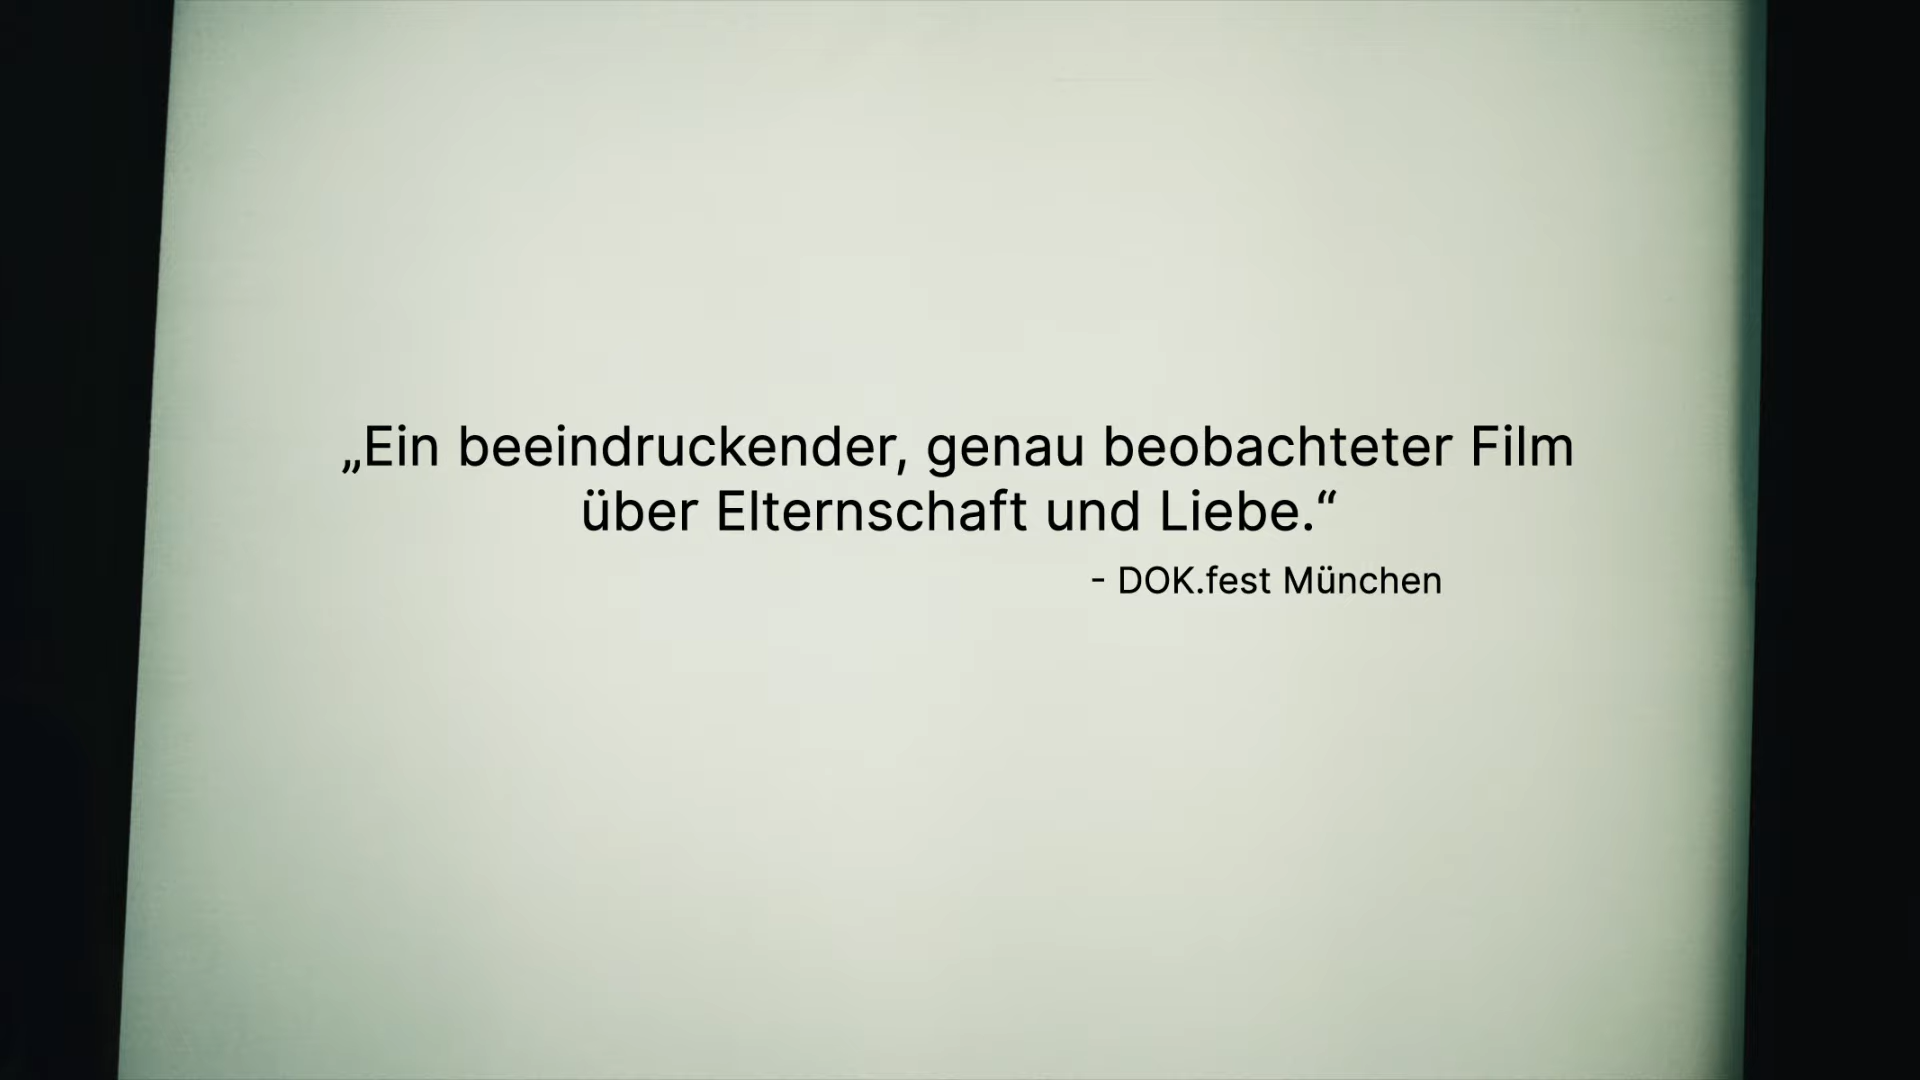 „Ein beeindruckender, genau beobachteter Film
über Elternschaft und Liebe.“
- DOK.fest München